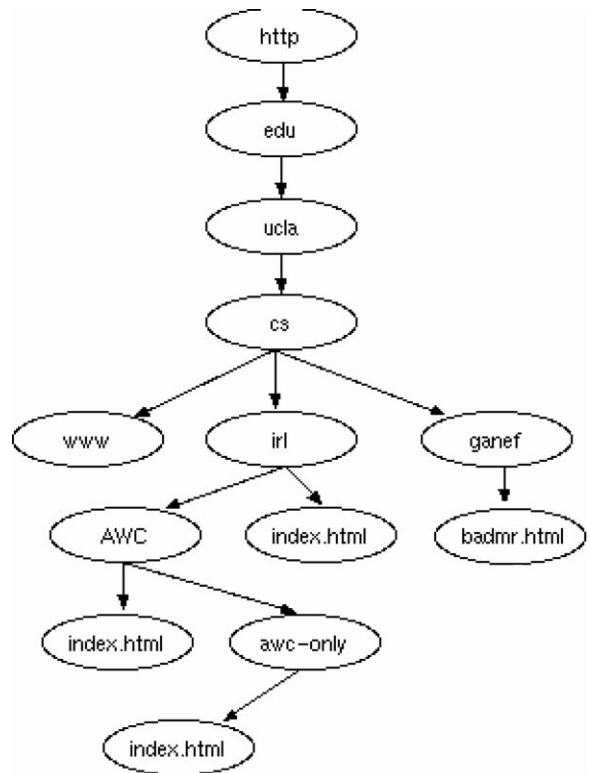 http
edu
ucla
cs
www
irl
ganef
AWC
index.html
badmr.html
index.html
awc-only
index.html